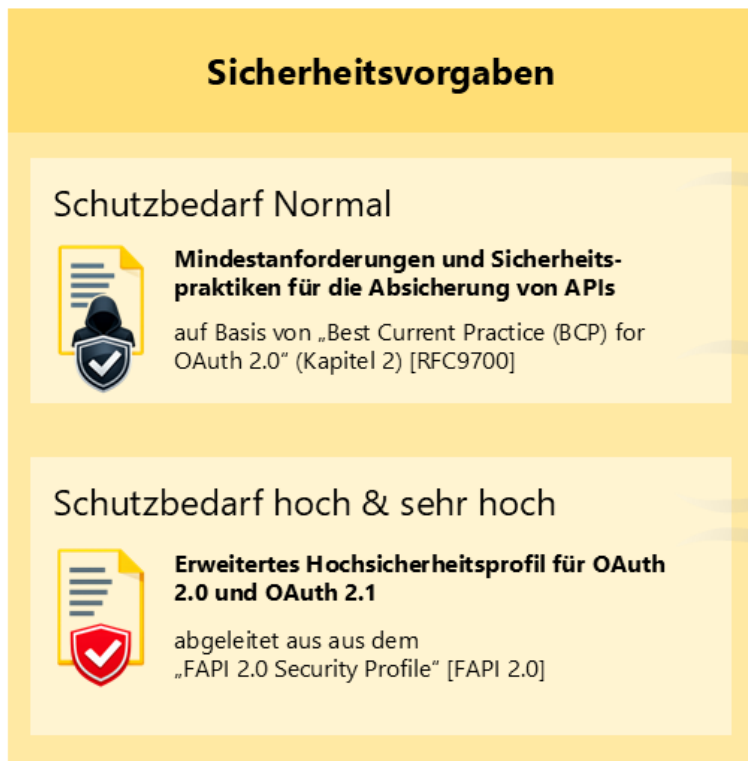 Sicherheitsvorgaben
Schutzbedarf Normal
Mindestanforderungen und Sicherheits-
praktiken für die Absicherung von APIs
auf Basis von „Best Current Practice (BCP) for
OAuth 2.0“ (Kapitel 2) [RFC9700]
Schutzbedarf hoch & sehr hoch
Erweitertes Hochsicherheitsprofil für OAuth
2.0 und OAuth 2.1
abgeleitet aus aus dem
„FAPI 2.0 Security Profile“ [FAPI 2.0]